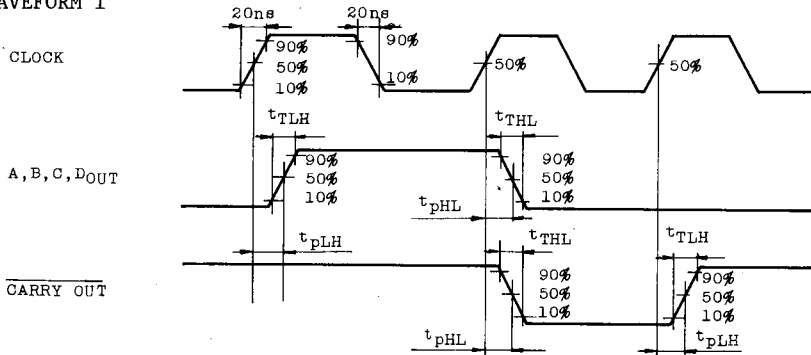 AVEFORM 1
20ns 20ns
CLOCK
90%
50%
10%
90%
10%
50%
50%
tTLH
tTHL
A,B,C,DOUT
90%
50%
10%
90%
50%
10%
tpHL
tpLH
tTHL
tTLH
CARRY OUT
90%
50%
10%
90%
50%
10%
tpHL
tpLH